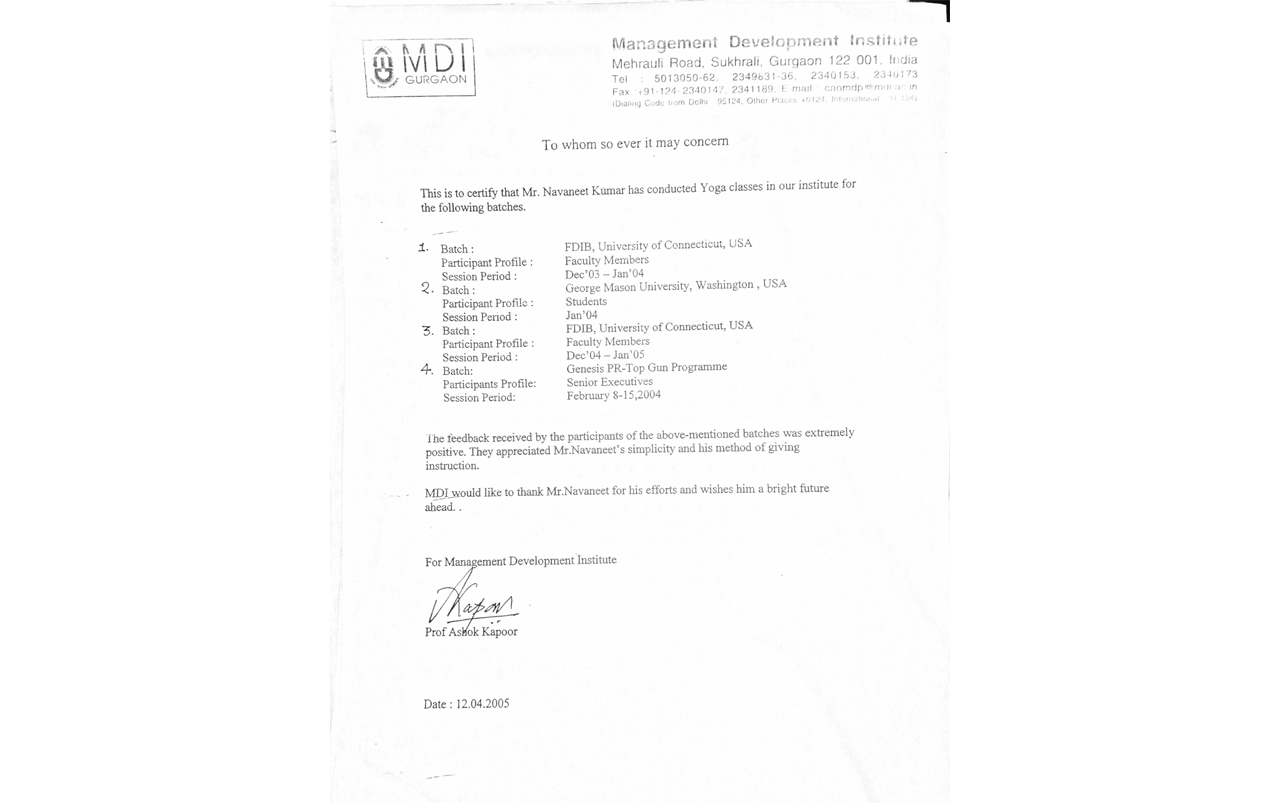 MDI
GURGAON
Management Development Institute
Mehrauli Road, Sukhrali, Gurgaon 122 001, India
Tel : 5013050-62, 2349831-36, 2340153, 2340173
Fax : +91-124-2340147, 2341189, E-mail :
(Dialing Code from Delhi : 95124, Other Places
To whom so ever it may concern
This is to certify that Mr. Navaneet Kumar has conducted Yoga classes in our institute for
the following batches.
1. Batch : FDIB, University of Connecticut, USA
Participant Profile : Faculty Members
Session Period : Dec'03 – Jan'04
2. Batch : George Mason University, Washington , USA
Participant Profile : Students
Session Period : Jan'04
3. Batch : FDIB, University of Connecticut, USA
Participant Profile : Faculty Members
Session Period : Dec'04 – Jan'05
4. Batch: Genesis PR-Top Gun Programme
Participants Profile: Senior Executives
Session Period: February 8-15,2004
The feedback received by the participants of the above-mentioned batches was extremely
positive. They appreciated Mr.Navaneet's simplicity and his method of giving
instruction.
MDI would like to thank Mr.Navaneet for his efforts and wishes him a bright future
ahead. .
For Management Development Institute
Kapoor
Prof Ashok Kapoor
Date : 12.04.2005